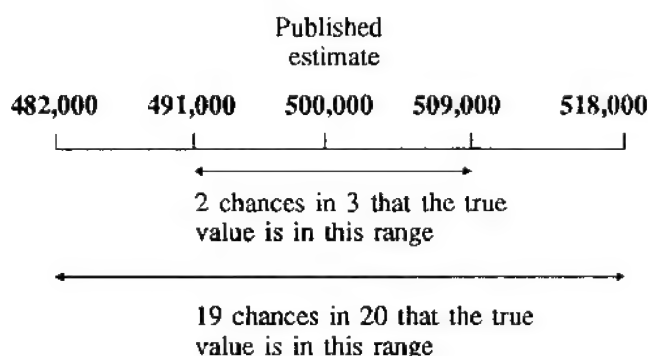 Published
estimate
482,000 491,000 500,000 509,000 518,000
2 chances in 3 that the true
value is in this range
19 chances in 20 that the true
value is in this range